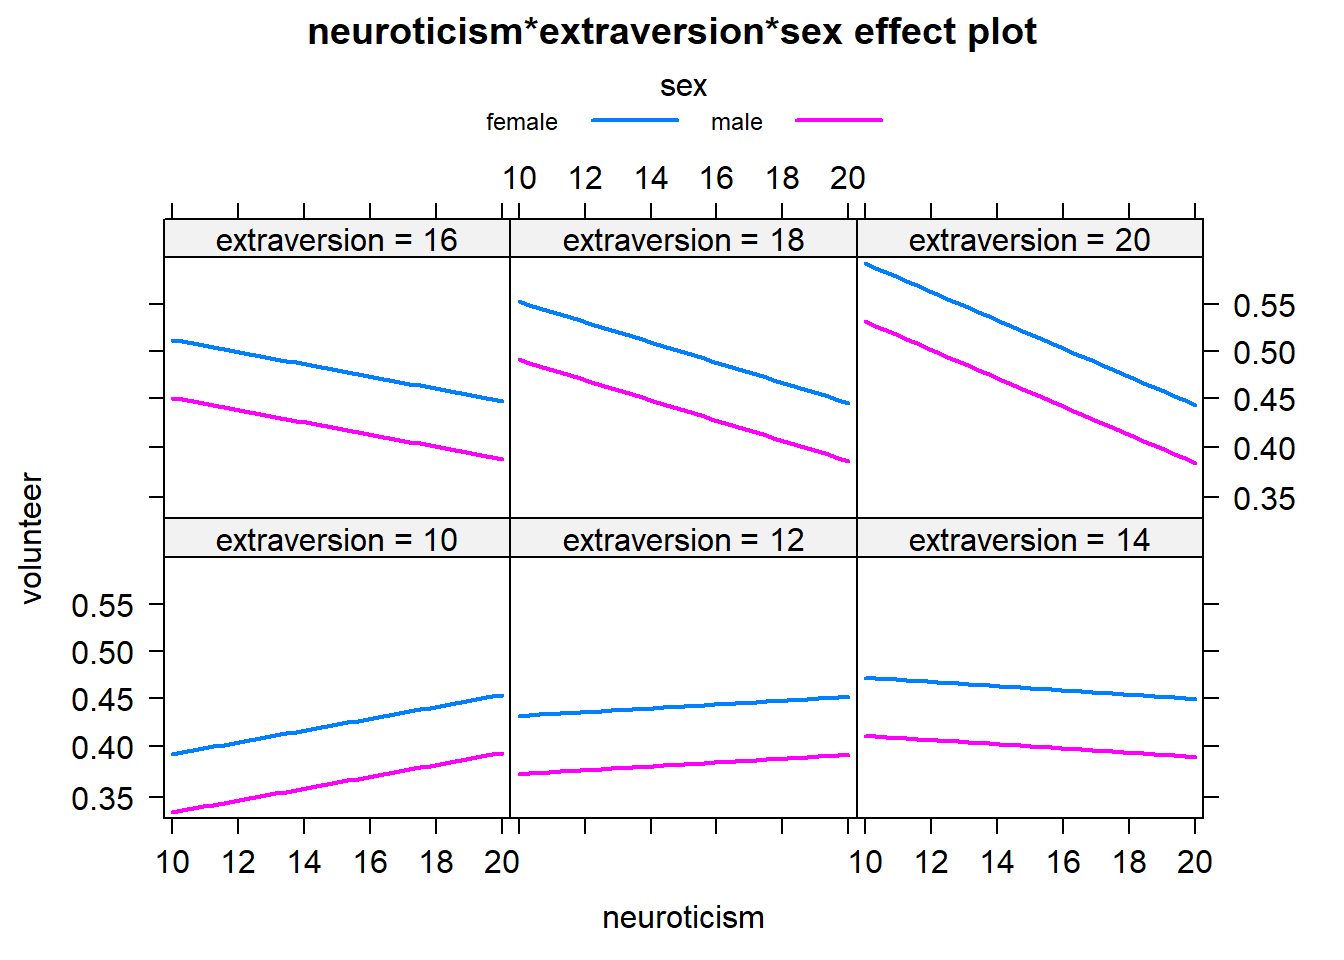 neuroticism*extraversion*sex effect plot
sex
female male
10 12 14 16 18 20
extraversion = 16 extraversion = 18 extraversion = 20
0.55
0.50
0.45
0.40
0.35
extraversion = 10 extraversion = 12 extraversion = 14
volunteer
0.55
0.50
0.45
0.40
0.35
10 12 14 16 18 20 10 12 14 16 18 20
neuroticism